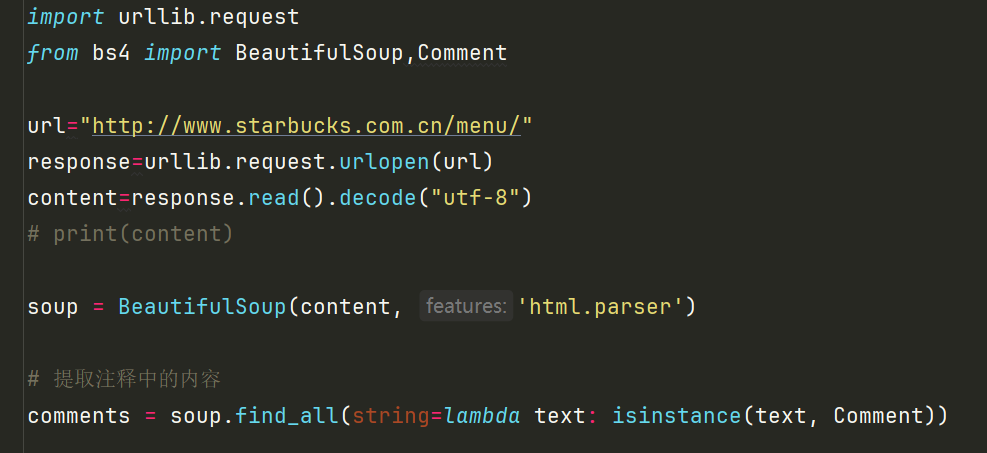 import urllib.request
from bs4 import BeautifulSoup,Comment
url="http://www.starbucks.com.cn/menu/"
response=urllib.request.urlopen(url)
content=response.read().decode("utf-8")
# print(content)
soup = BeautifulSoup(content, features: 'html.parser')
# 提取注释中的内容
comments = soup.find_all(string=lambda text: isinstance(text, Comment))